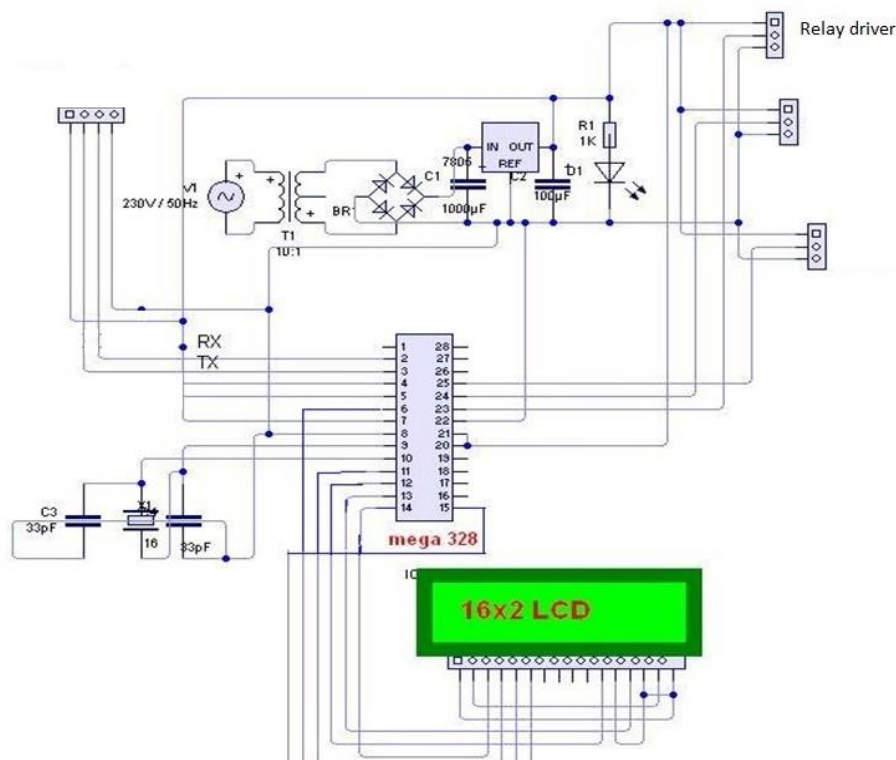 Relay driver
R1
1K
IN OUT
REF
7805
C1
C2
D1
1000µF
100µF
V1
230V / 50Hz
T1
10:1
BR
RX
TX
1 28
2 27
3 26
4 25
5 24
6 23
7 22
8 21
9 20
10 19
11 18
12 17
13 16
14 15
C3
33pF
X1
16
33pF
mega 328
IC
16x2 LCD